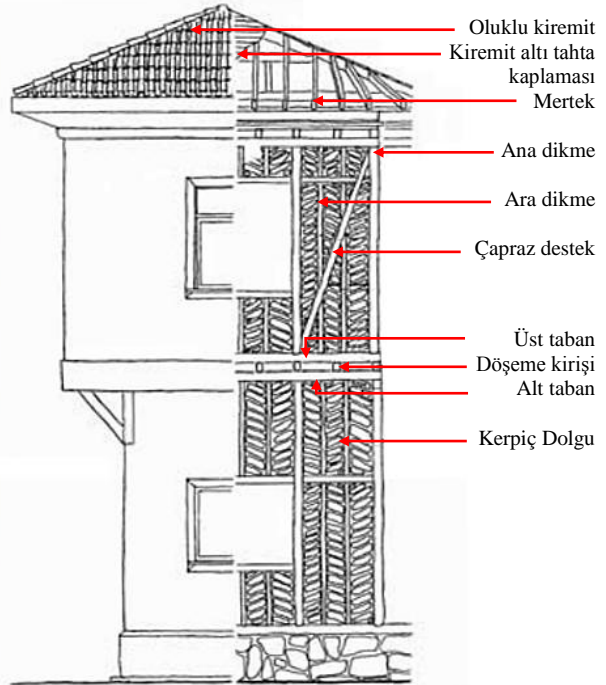 Oluklu kiremit
Kiremit altı tahta
kaplaması
Mertek
Ana dikme
Ara dikme
Çapraz destek
Üst taban
Döşeme kirişi
Alt taban
Kerpiç Dolgu